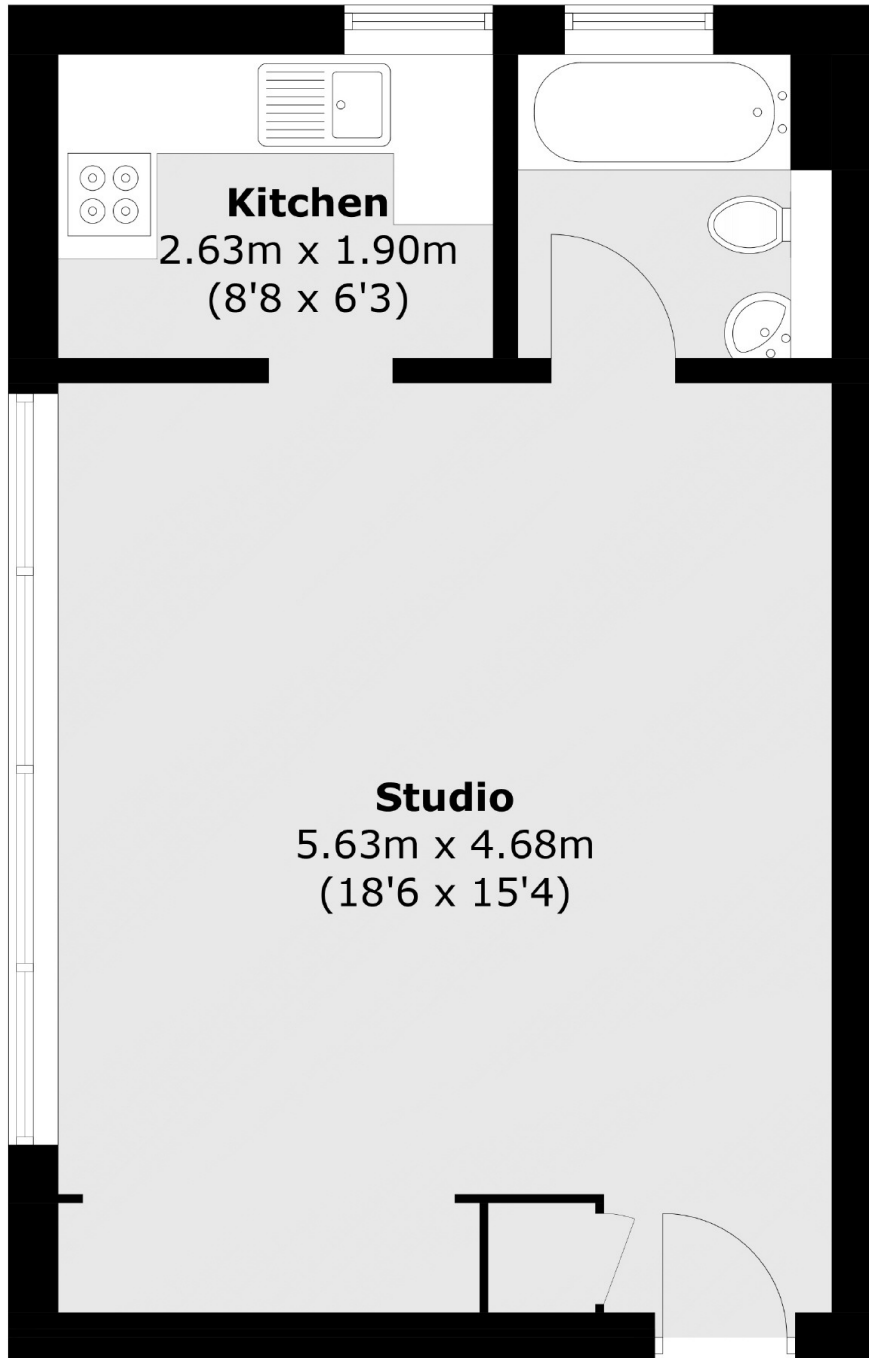 Kitchen
2.63m x 1.90m
(8'8 x 6'3)
Studio
5.63m x 4.68m
(18'6 x 15'4)